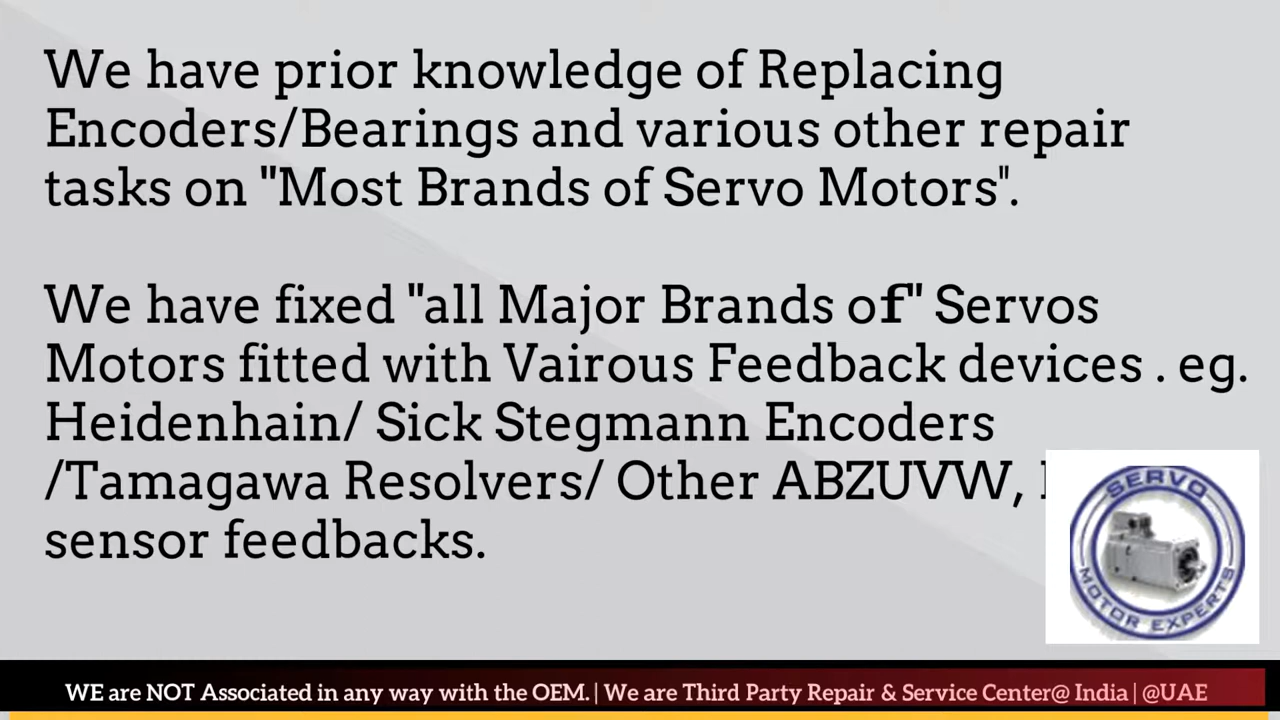 We have prior knowledge of Replacing
Encoders/Bearings and various other repair
tasks on "Most Brands of Servo Motors".
We have fixed "all Major Brands of" Servos
Motors fitted with Vairous Feedback devices . eg.
Heidenhain/ Sick Stegmann Encoders
/Tamagawa Resolvers/ Other ABZUVW,
sensor feedbacks.
SERVO
MOTOR EXPERTS
WE are NOT Associated in any way with the OEM. | We are Third Party Repair & Service Center@ India | @UAE